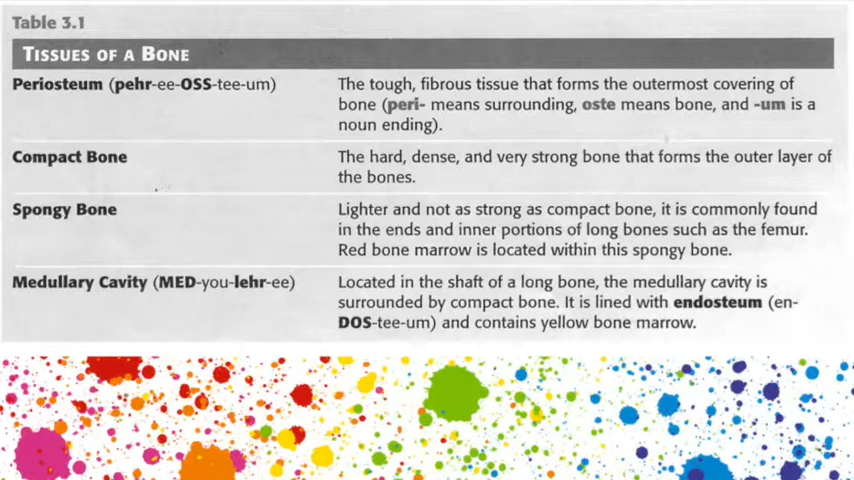 Table 3.1
TISSUES OF A BONE
Periosteum (pehr-ee-OSS-tee-um)
The tough, fibrous tissue that forms the outermost covering of
bone (peri- means surrounding, oste means bone, and -um is a
noun ending).
Compact Bone
The hard, dense, and very strong bone that forms the outer layer of
the bones.
Spongy Bone
Lighter and not as strong as compact bone, it is commonly found
in the ends and inner portions of long bones such as the femur.
Red bone marrow is located within this spongy bone.
Medullary Cavity (MED-you-lehr-ee)
Located in the shaft of a long bone, the medullary cavity is
surrounded by compact bone. It is lined with endosteum (en-
DOS-tee-um) and contains yellow bone marrow.